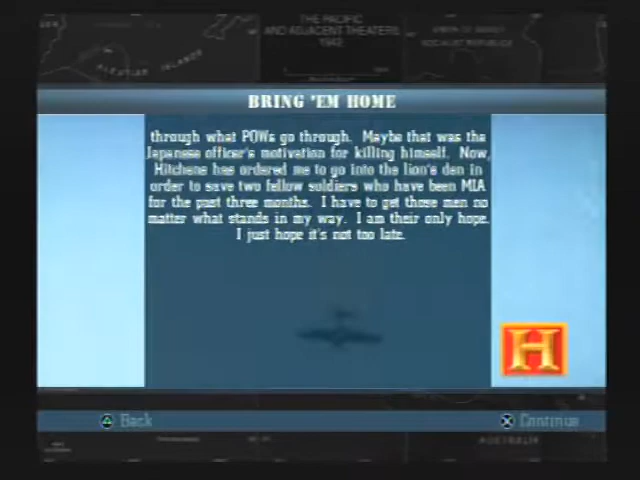 THE PACIFIC
AND ADJACENT THEATERS
1942
ALEUTIAN ISLANDS
BRING 'EM HOME
through what POWs go through. Maybe that was the
Japanese officer's motivation for killing himself. Now,
Hitchens has ordered me to go into the lion's den in
order to save two fellow soldiers who have been MIA
for the past three months. I have to get those men no
matter what stands in my way. I am their only hope.
I just hope it's not too late.
H
Back
Continue
AUSTRALIA